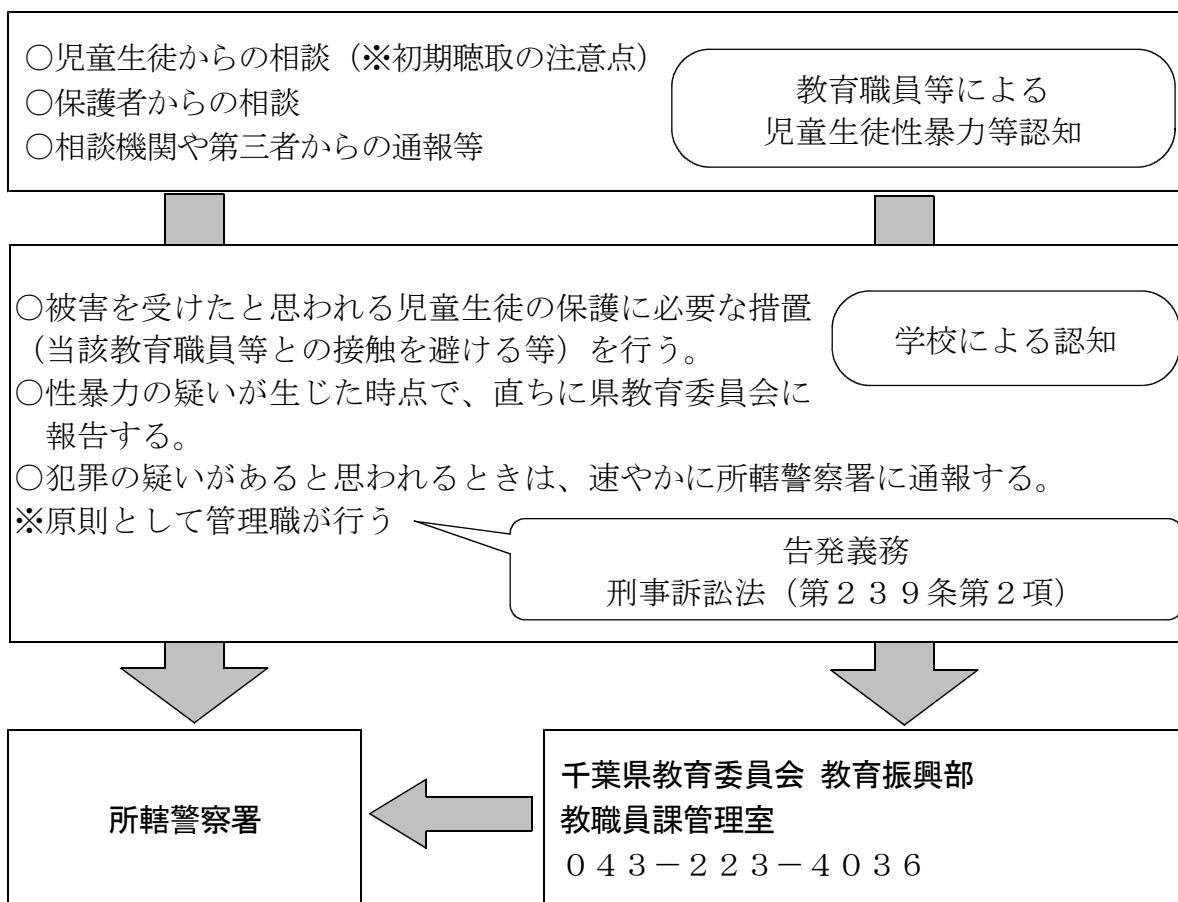 ○児童生徒からの相談（※初期聴取の注意点）
○保護者からの相談
○相談機関や第三者からの通報等
教育職員等による
児童生徒性暴力等認知
○被害を受けたと思われる児童生徒の保護に必要な措置
（当該教育職員等との接触を避ける等）を行う。
○性暴力の疑いが生じた時点で、直ちに県教育委員会に
報告する。
○犯罪の疑いがあると思われるときは、速やかに所轄警察署に通報する。
※原則として管理職が行う
学校による認知
告発義務
刑事訴訟法（第２３９条第２項）
所轄警察署
千葉県教育委員会 教育振興部
教職員課管理室
０４３－２２３－４０３６